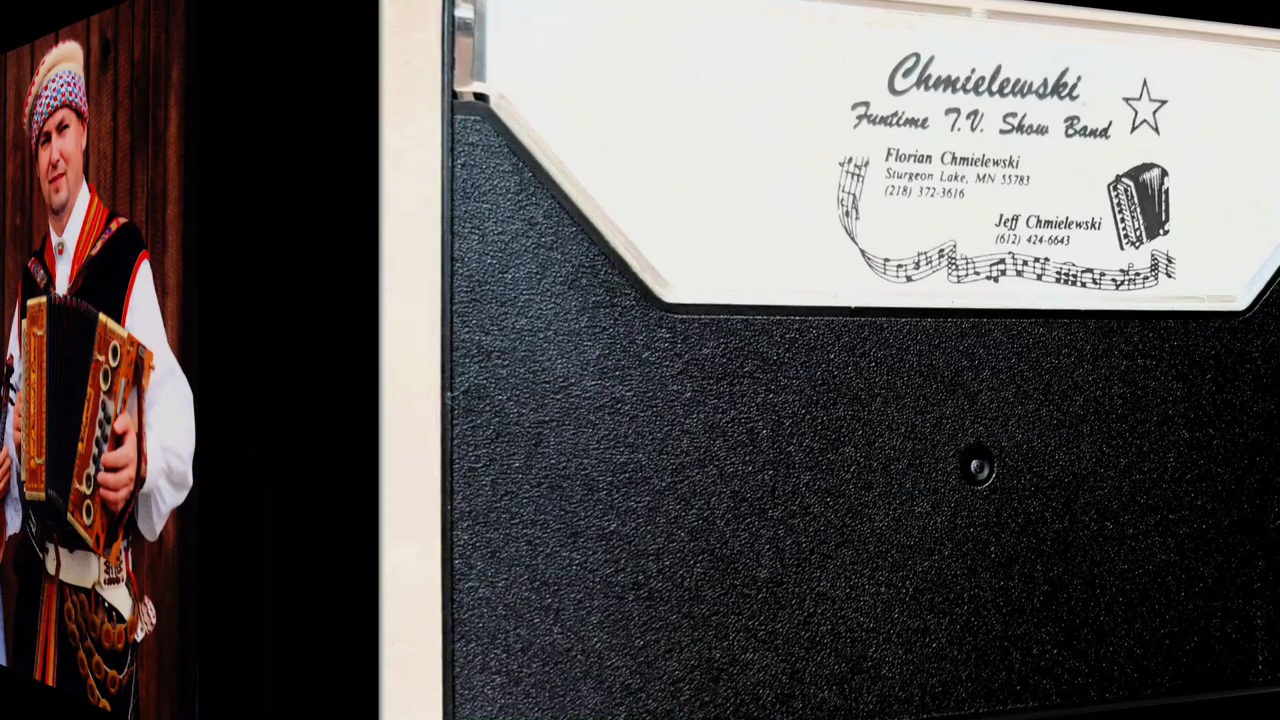 Chmielewski
Funtime T.V. Show Band
Florian Chmielewski
Sturgeon Lake, MN 55783
(218) 372-3616
Jeff Chmielewski
(612) 424-6643